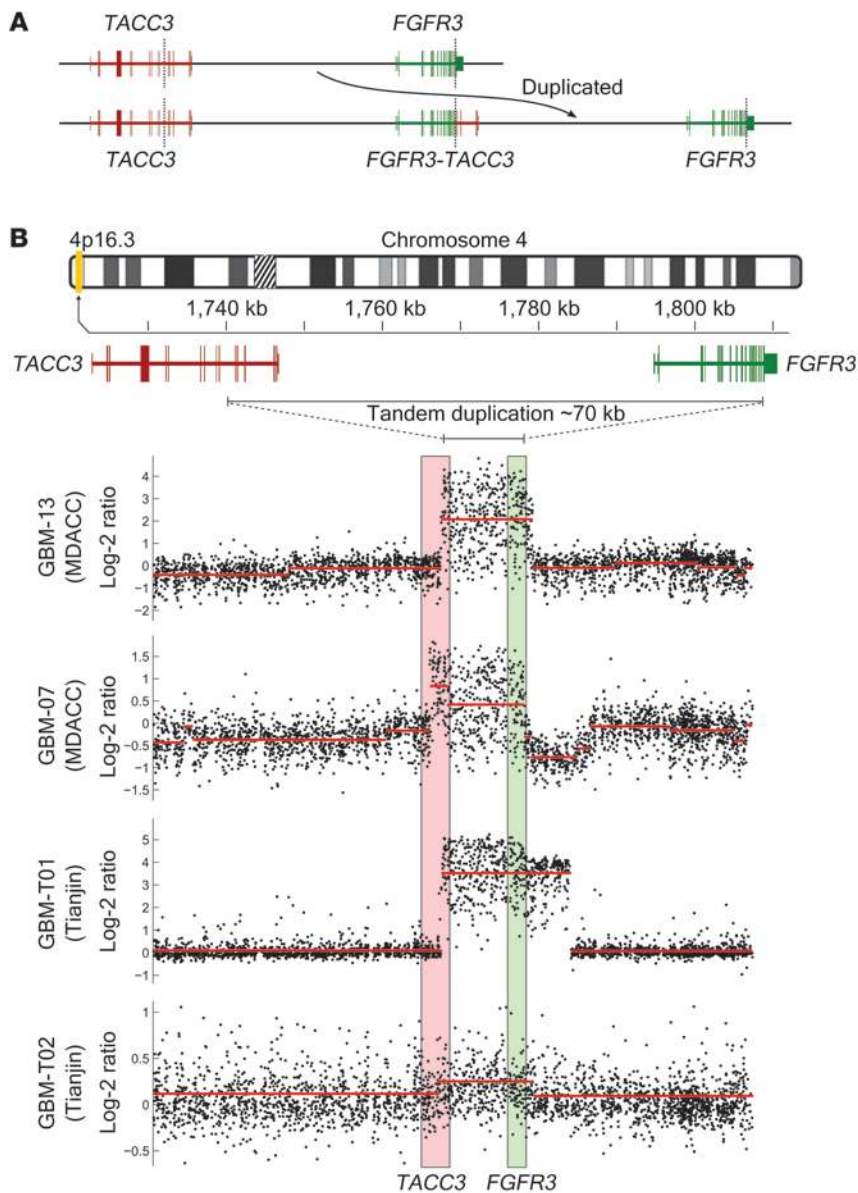 A
TACC3 FGFR3
Duplicated
TACC3 FGFR3-TACC3 FGFR3
B
4p16.3 Chromosome 4
1,740 kb 1,760 kb 1,780 kb 1,800 kb
TACC3 FGFR3
Tandem duplication ~70 kb
GBM-13
(MDACC)
Log-2 ratio
4
3
2
1
0
–1
–2
GBM-07
(MDACC)
Log-2 ratio
1.5
1
0.5
0
–0.5
–1
–1.5
GBM-T01
(Tianjin)
Log-2 ratio
5
4
3
2
1
0
–1
GBM-T02
(Tianjin)
Log-2 ratio
1
0.5
0.0
–0.5
TACC3 FGFR3